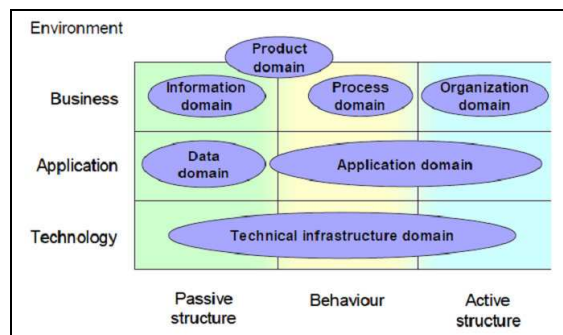 Environment
Product
domain
Business
Information
domain
Process
domain
Organization
domain
Application
Data
domain
Application domain
Technology
Technical infrastructure domain
Passive
structure
Behaviour
Active
structure